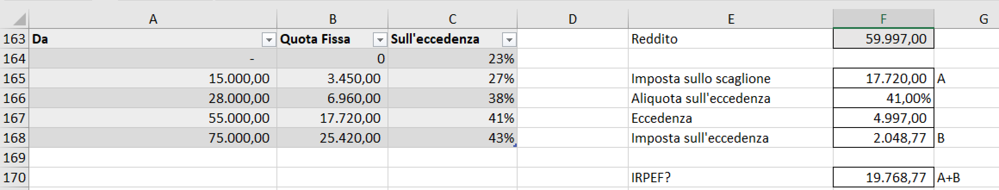 A B C D E F G
163 Da Quota Fissa Sull'eccedenza Reddito 59.997,00
164 - 0 23%
165 15.000,00 3.450,00 27% Imposta sullo scaglione 17.720,00 A
166 28.000,00 6.960,00 38% Aliquota sull'eccedenza 41,00%
167 55.000,00 17.720,00 41% Eccedenza 4.997,00
168 75.000,00 25.420,00 43% Imposta sull'eccedenza 2.048,77 B
169
170 IRPEF? 19.768,77 A+B